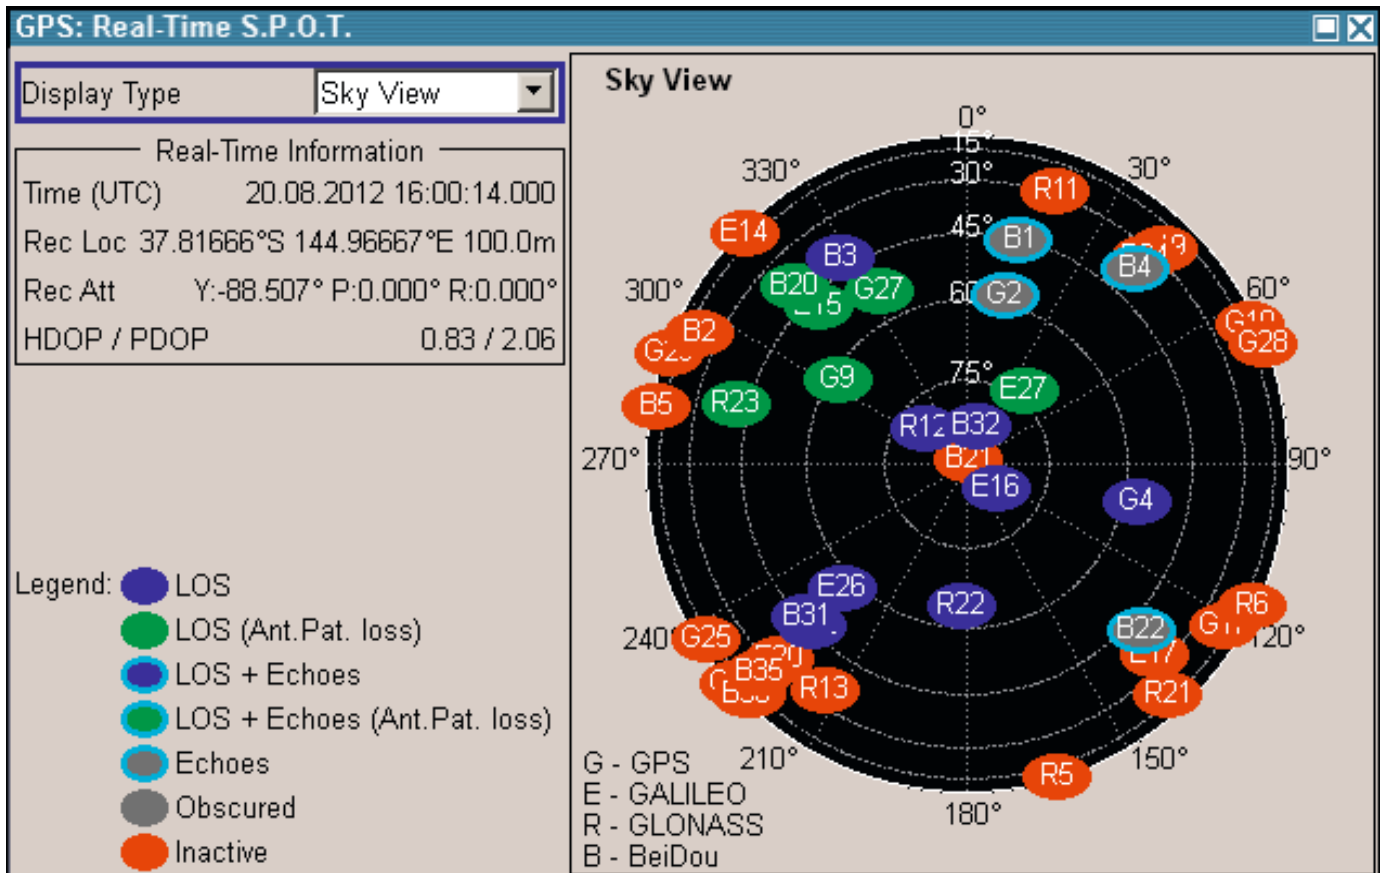 GPS: Real-Time S.P.O.T.
Display Type Sky View
Real-Time Information
Time (UTC) 20.08.2012 16:00:14.000
Rec Loc 37.81666°S 144.96667°E 100.0m
Rec Att Y:-88.507° P:0.000° R:0.000°
HDOP / PDOP 0.83 / 2.06
Legend: LOS
LOS (Ant.Pat. loss)
LOS + Echoes
LOS + Echoes (Ant.Pat. loss)
Echoes
Obscured
Inactive
Sky View
0°
15°
330° 30° 30°
R11
E14 45° B1
B3 B4
B20 G27 60° G2
300° 60°
B2 G28
G9 75° E27
B5 R23
R12 B32
270° B21 90°
E16
G4
E26 R22 R6
B31 B22
240° G25 120°
B35 R13 R21
210° R5 150°
180°
G - GPS
E - GALILEO
R - GLONASS
B - BeiDou